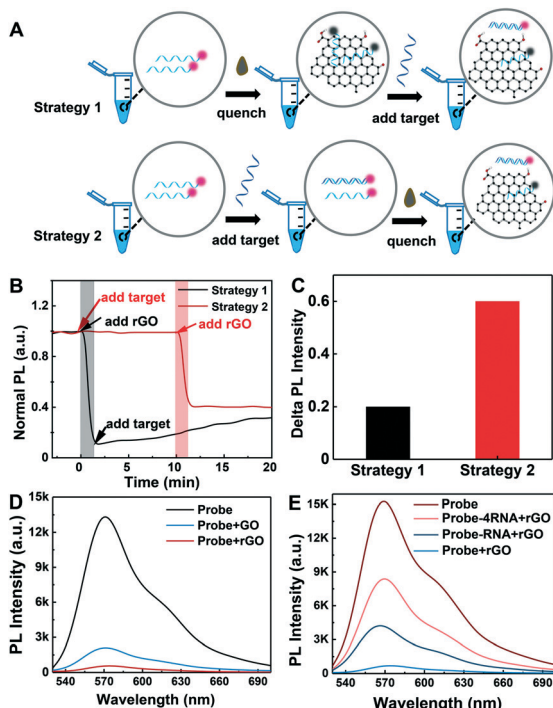 A
Strategy 1
quench
add target
Strategy 2
add target
quench
B
Strategy 1
Strategy 2
add target
add rGO
add rGO
add target
Normal PL (a.u.)
1.2
0.8
0.4
0.0
0
10
20
Time (min)
C
Delta PL Intensity
0.6
0.4
0.2
0.0
Strategy 1
Strategy 2
D
PL Intensity (a.u.)
15k
12k
9k
6k
3k
0
Probe
Probe+GO
Probe+rGO
540
570
600
630
660
690
Wavelength (nm)
E
PL Intensity (a.u.)
15K
12K
9K
6K
3K
0
Probe
Probe-4RNA+rGO
Probe-RNA+rGO
Probe+rGO
540
570
600
630
660
690
Wavelength (nm)